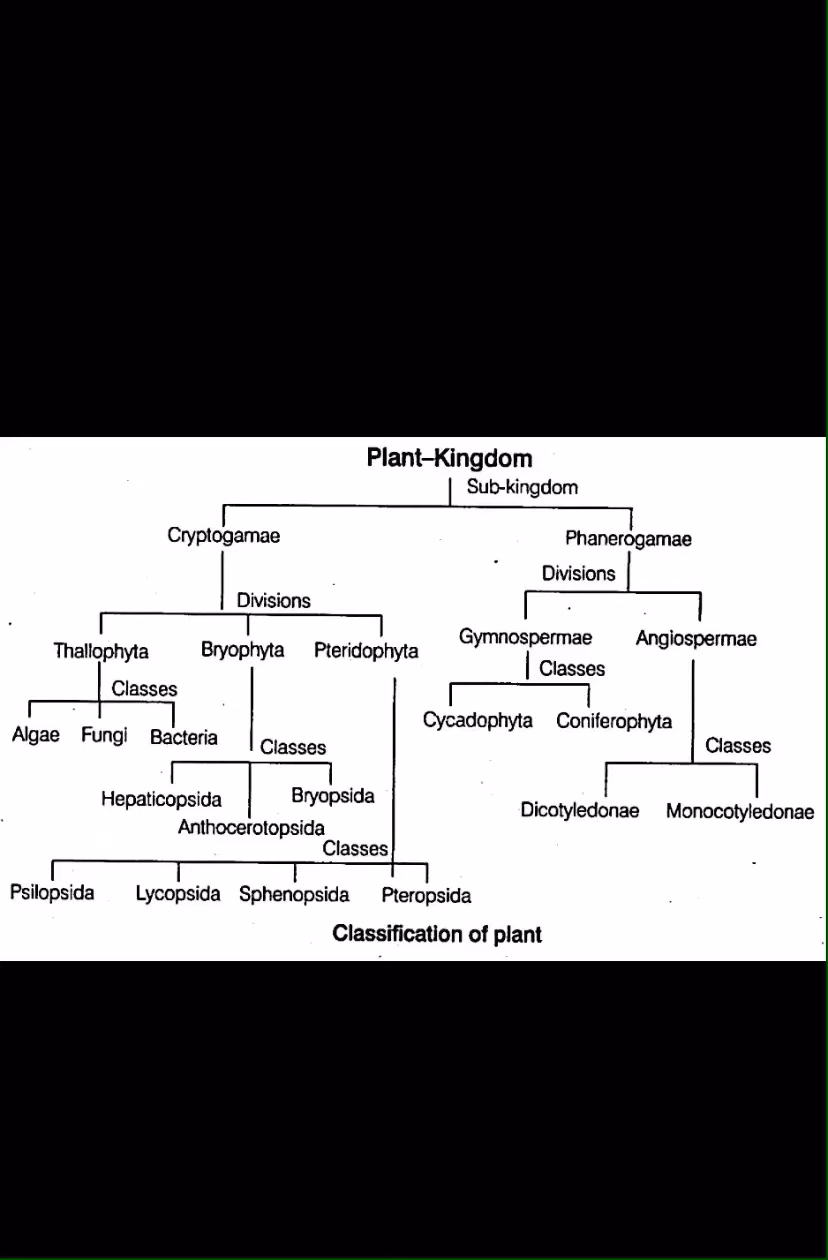 Plant–Kingdom
Sub-kingdom
Cryptogamae
Phanerogamae
Divisions
Divisions
Thallophyta
Bryophyta
Pteridophyta
Gymnospermae
Angiospermae
Classes
Classes
Algae
Fungi
Bacteria
Cycadophyta
Coniferophyta
Classes
Classes
Hepaticopsida
Bryopsida
Anthocerotopsida
Dicotyledonae
Monocotyledonae
Classes
Psilopsida
Lycopsida
Sphenopsida
Pteropsida
Classification of plant